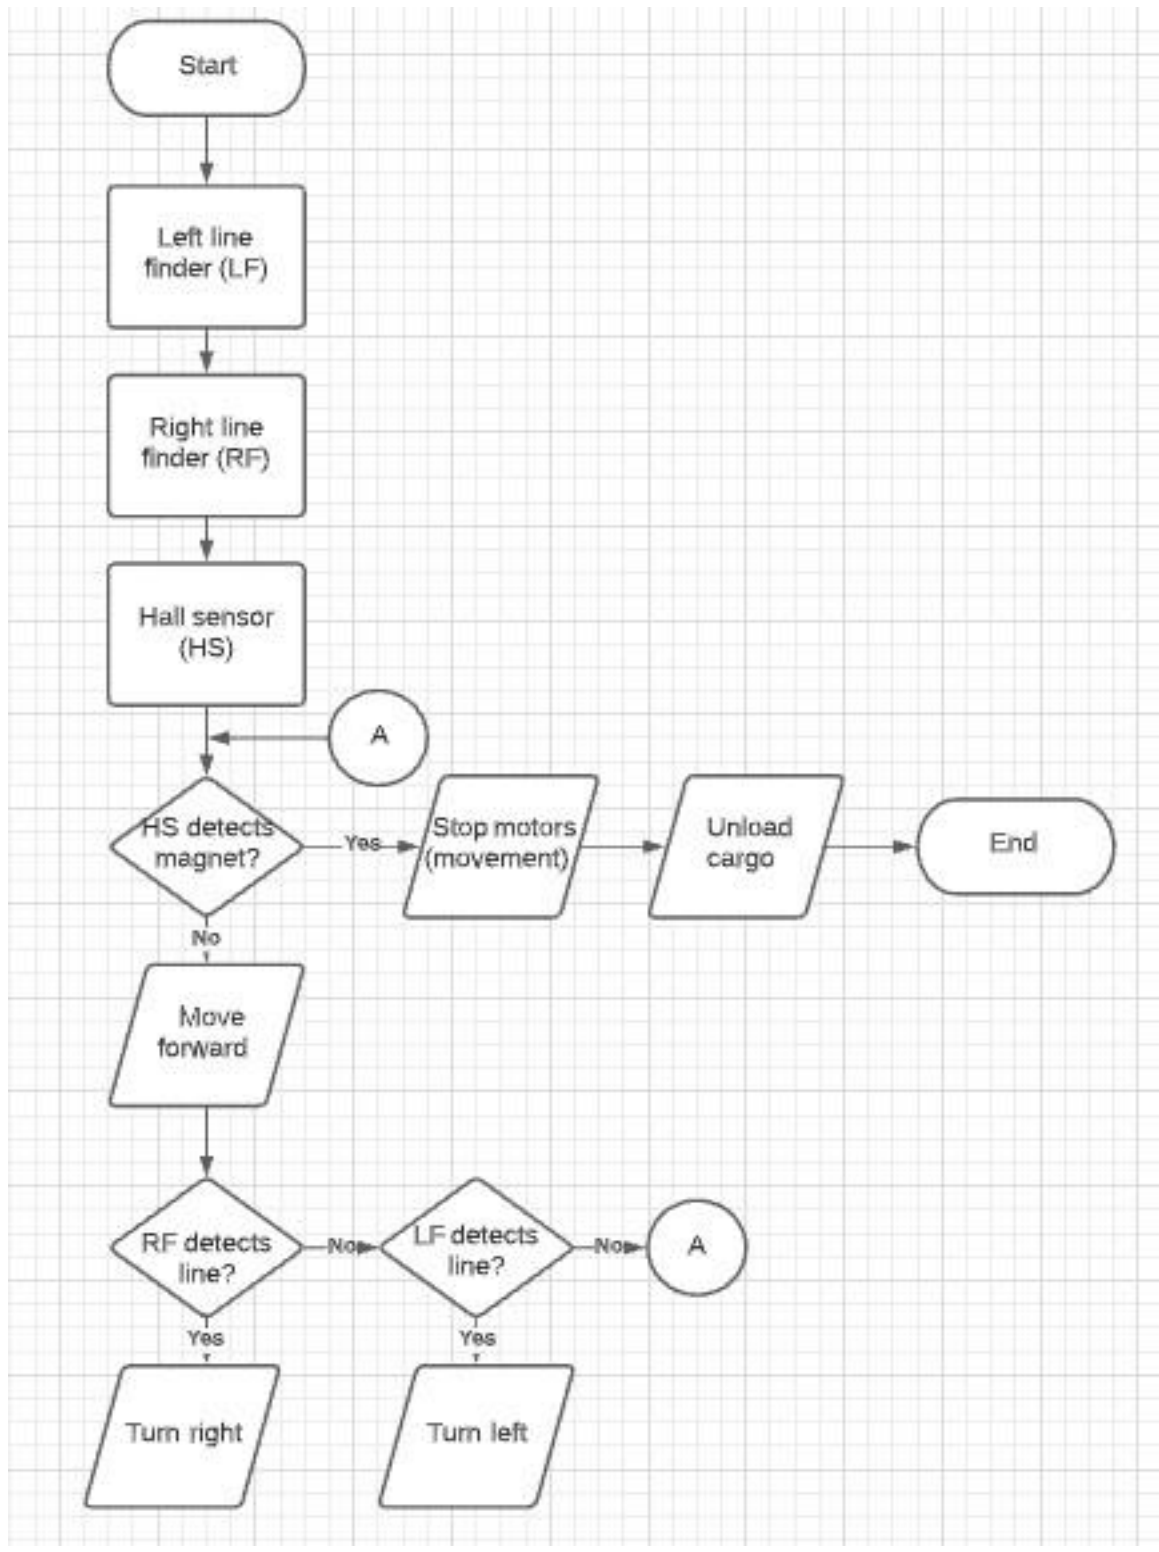 Start
Left line
finder (LF)
Right line
finder (RF)
Hall sensor
(HS)
A
HS detects
magnet?
Yes
Stop motors
(movement)
Unload
cargo
End
No
Move
forward
RF detects
line?
No
LF detects
line?
No
A
Yes
Yes
Turn right
Turn left